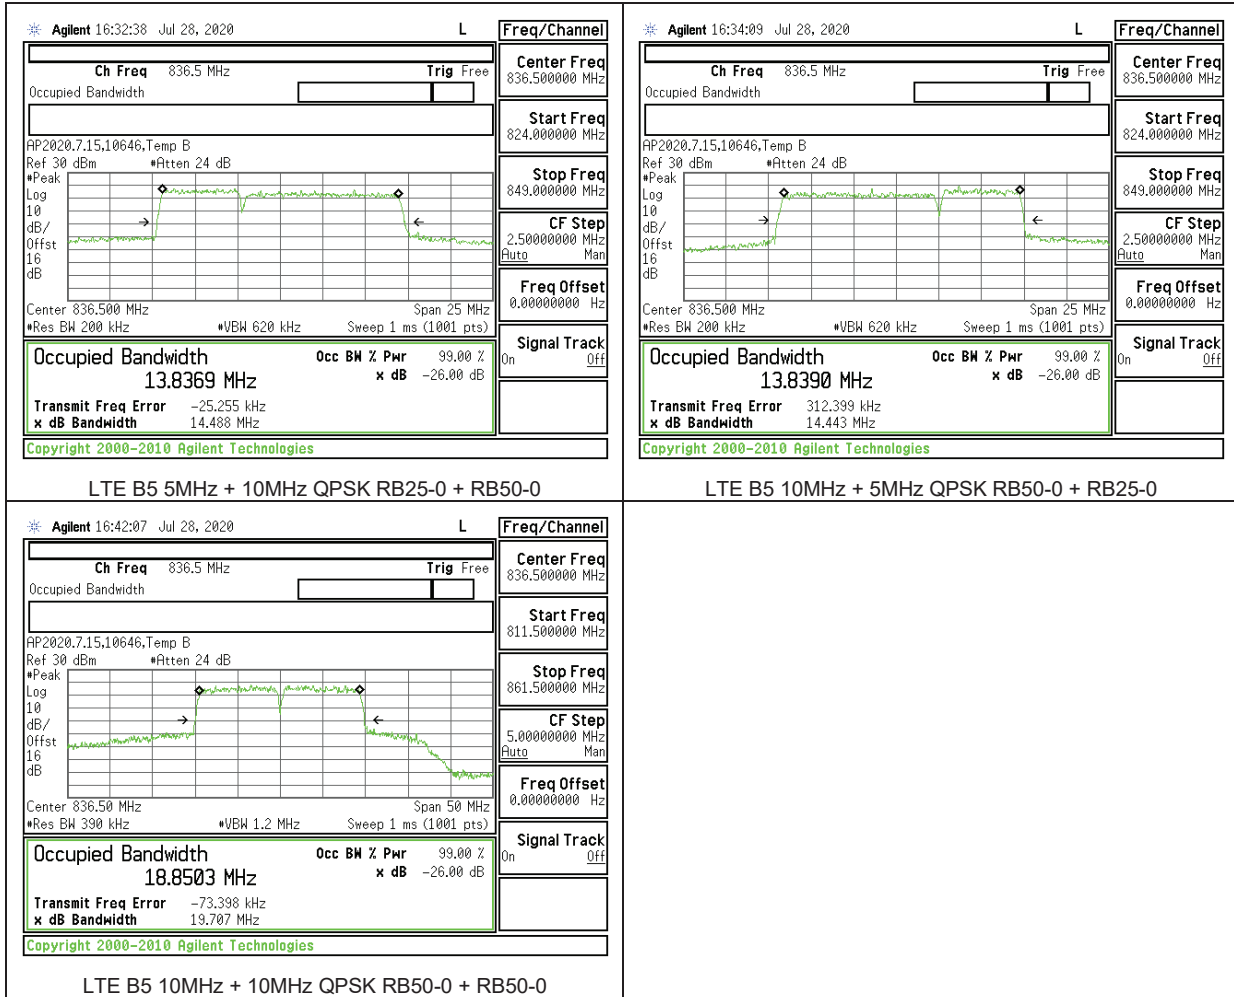 Agilent 16:32:38 Jul 28, 2020 L Freq/Channel
Ch Freq 836.5 MHz Trig Free
Occupied Bandwidth
Center Freq
836.500000 MHz
Start Freq
824.000000 MHz
AP2020.7.15,10646,Temp B
Ref 30 dBm #Atten 24 dB
#Peak
Log
10
dB/
Offst
16
dB
Stop Freq
849.000000 MHz
CF Step
2.50000000 MHz
Auto Man
Freq Offset
0.00000000 Hz
Center 836.500 MHz Span 25 MHz
#Res BW 200 kHz #VBW 620 kHz Sweep 1 ms (1001 pts)
Signal Track
On Off
Occupied Bandwidth Occ BW % Pwr 99.00 %
13.8369 MHz x dB -26.00 dB
Transmit Freq Error -25.255 kHz
x dB Bandwidth 14.488 MHz
Copyright 2000-2010 Agilent Technologies
LTE B5 5MHz + 10MHz QPSK RB25-0 + RB50-0
Agilent 16:34:09 Jul 28, 2020 L Freq/Channel
Ch Freq 836.5 MHz Trig Free
Occupied Bandwidth
Center Freq
836.500000 MHz
Start Freq
824.000000 MHz
AP2020.7.15,10646,Temp B
Ref 30 dBm #Atten 24 dB
#Peak
Log
10
dB/
Offst
16
dB
Stop Freq
849.000000 MHz
CF Step
2.50000000 MHz
Auto Man
Freq Offset
0.00000000 Hz
Center 836.500 MHz Span 25 MHz
#Res BW 200 kHz #VBW 620 kHz Sweep 1 ms (1001 pts)
Signal Track
On Off
Occupied Bandwidth Occ BW % Pwr 99.00 %
13.8390 MHz x dB -26.00 dB
Transmit Freq Error 312.399 kHz
x dB Bandwidth 14.443 MHz
Copyright 2000-2010 Agilent Technologies
LTE B5 10MHz + 5MHz QPSK RB50-0 + RB25-0
Agilent 16:42:07 Jul 28, 2020 L Freq/Channel
Ch Freq 836.5 MHz Trig Free
Occupied Bandwidth
Center Freq
836.500000 MHz
Start Freq
811.500000 MHz
AP2020.7.15,10646,Temp B
Ref 30 dBm #Atten 24 dB
#Peak
Log
10
dB/
Offst
16
dB
Stop Freq
861.500000 MHz
CF Step
5.00000000 MHz
Auto Man
Freq Offset
0.00000000 Hz
Center 836.50 MHz Span 50 MHz
#Res BW 390 kHz #VBW 1.2 MHz Sweep 1 ms (1001 pts)
Signal Track
On Off
Occupied Bandwidth Occ BW % Pwr 99.00 %
18.8503 MHz x dB -26.00 dB
Transmit Freq Error -73.398 kHz
x dB Bandwidth 19.707 MHz
Copyright 2000-2010 Agilent Technologies
LTE B5 10MHz + 10MHz QPSK RB50-0 + RB50-0